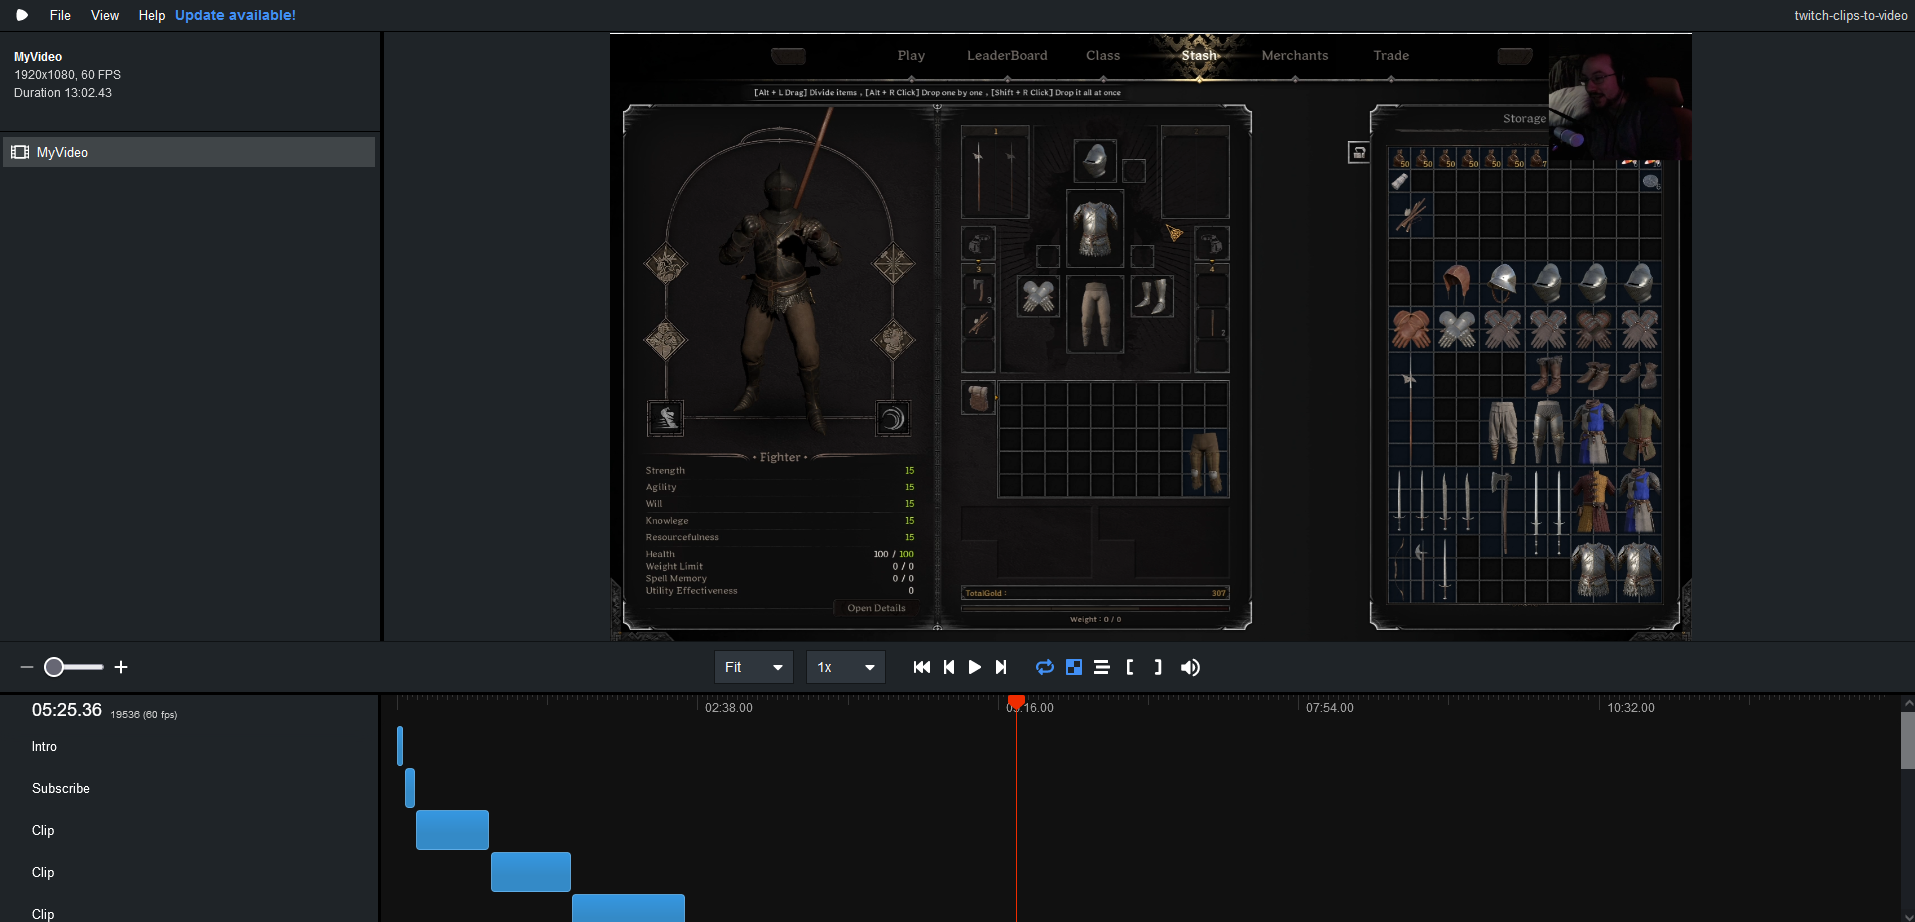 File View Help Update available!
twitch-clips-to-video
MyVideo
1920x1080, 60 FPS
Duration 13:02.43
MyVideo
Play LeaderBoard Class Stash Merchants Trade
[Alt + L Drag] Divide items , [Alt + R Click] Drop one by one , [Shift + R Click] Drop it all at once
Storage
1
50 50 50 50 50 50 7
3
4
3
2
Fighter
Strength 15
Agility 15
Will 15
Knowlege 15
Resourcefulness 15
Health 100 / 100
Weight Limit 0 / 0
Spell Memory 0 / 0
Utility Effectiveness 0
Open Details
TotalGold : 307
Weight : 0 / 0
Fit
1x
05:25.36 19536 (60 fps)
02:38.00
07:54.00
10:32.00
Intro
Subscribe
Clip
Clip
Clip